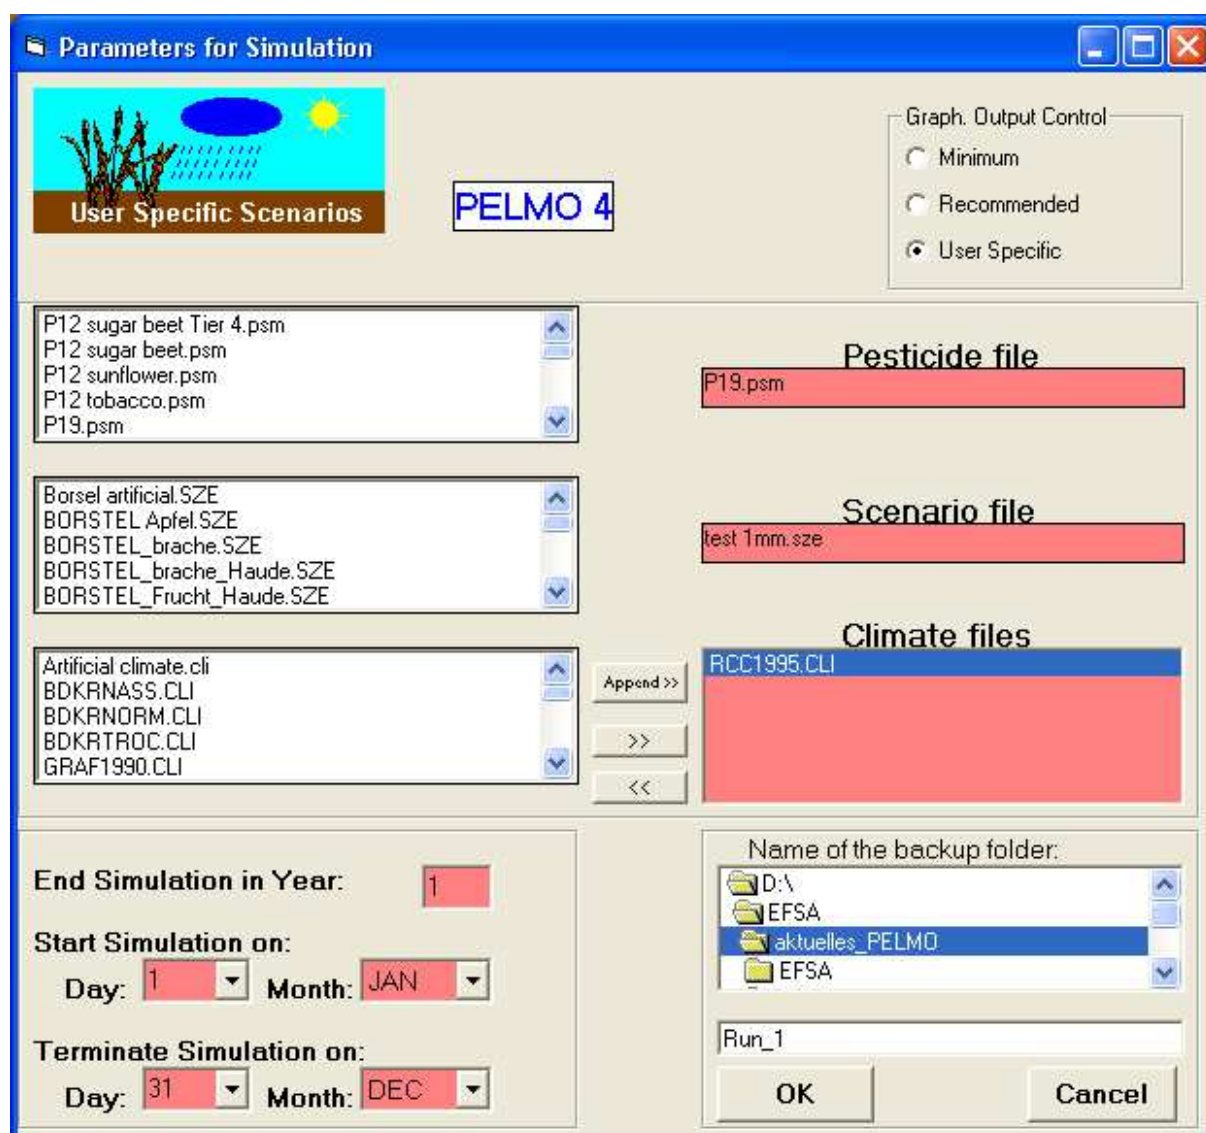 Parameters for Simulation
User Specific Scenarios
PELMO 4
Graph. Output Control
Minimum
Recommended
User Specific
P12 sugar beet Tier 4.psm
P12 sugar beet.psm
P12 sunflower.psm
P12 tobacco.psm
P19.psm
Pesticide file
P19.psm
Borsel artificial.SZE
BORSTEL Apfel.SZE
BORSTEL_brache.SZE
BORSTEL_brache_Haude.SZE
BORSTEL_Frucht_Haude.SZE
Scenario file
test 1mm.sze
Artificial climate.cli
BDKRNASS.CLI
BDKRNORM.CLI
BDKRTROC.CLI
GRAF1990.CLI
Append >>
>>
<<
Climate files
RCC1995.CLI
End Simulation in Year: 1
Start Simulation on:
Day: 1 Month: JAN
Terminate Simulation on:
Day: 31 Month: DEC
Name of the backup folder:
D:\
EFSA
aktuelles_PELMO
EFSA
Run_1
OK Cancel